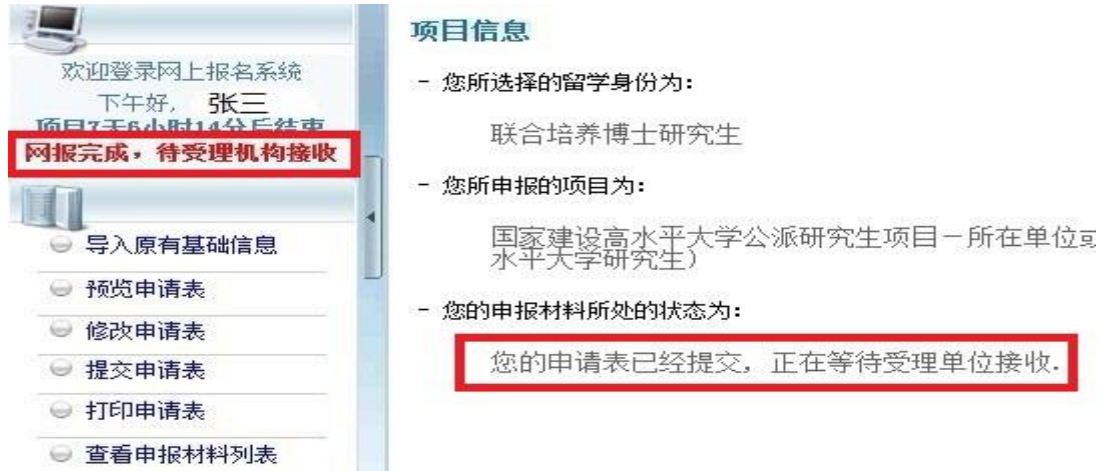 欢迎登录网上报名系统
下午好, 张三
项目7天6小时14分后结束
网报完成，待受理机构接收
导入原有基础信息
预览申请表
修改申请表
提交申请表
打印申请表
查看申报材料列表
项目信息
- 您所选择的留学身份为:
联合培养博士研究生
- 您所申报的项目为:
国家建设高水平大学公派研究生项目－所在单位或
水平大学研究生)
- 您的申报材料所处的状态为:
您的申请表已经提交, 正在等待受理单位接收.